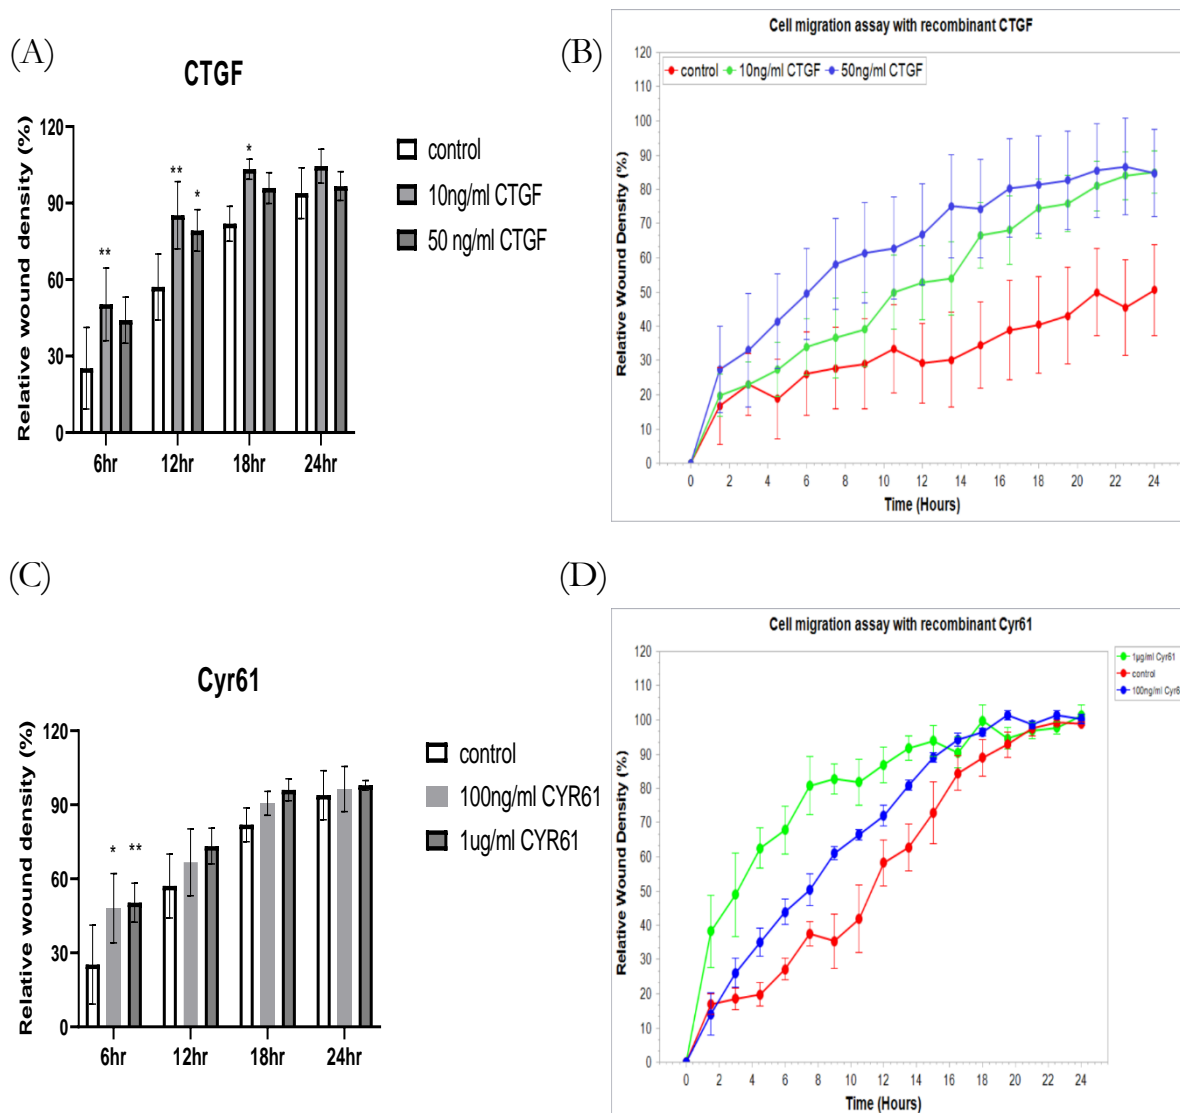 (A)
CTGF
Relative wound density (%)
120
90
60
30
0
**
**
*
*
6hr 12hr 18hr 24hr
control
10ng/ml CTGF
50 ng/ml CTGF
(B)
Cell migration assay with recombinant CTGF
control 10ng/ml CTGF 50ng/ml CTGF
Relative Wound Density (%)
120
110
100
90
80
70
60
50
40
30
20
10
0
0 2 4 6 8 10 12 14 16 18 20 22 24
Time (Hours)
(C)
Cyr61
Relative wound density (%)
120
90
60
30
0
* **
6hr 12hr 18hr 24hr
control
100ng/ml CYR61
1ug/ml CYR61
(D)
Cell migration assay with recombinant Cyr61
1µg/ml Cyr61
control
100ng/ml Cyr6
Relative Wound Density (%)
120
110
100
90
80
70
60
50
40
30
20
10
0
0 2 4 6 8 10 12 14 16 18 20 22 24
Time (Hours)